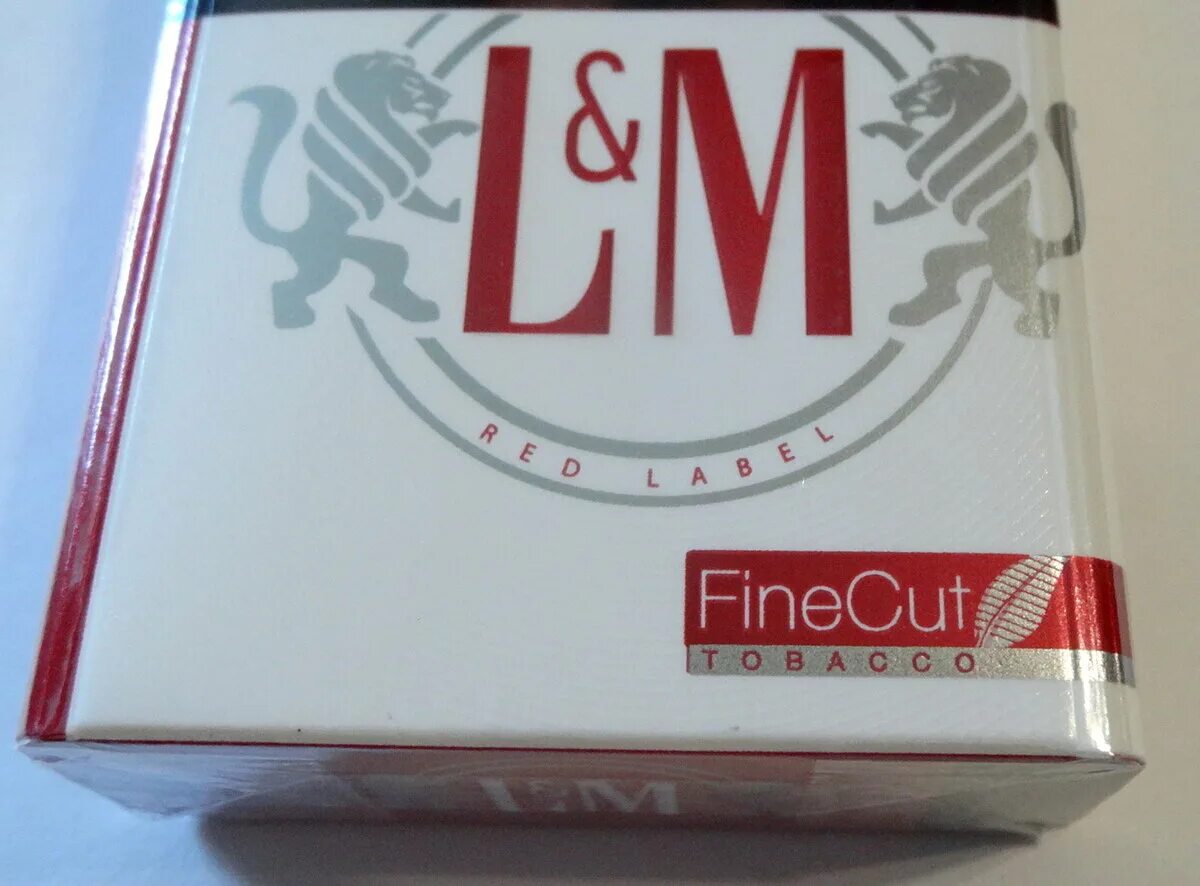 L&M
RED LABEL
FineCut
TOBACCO
L&M